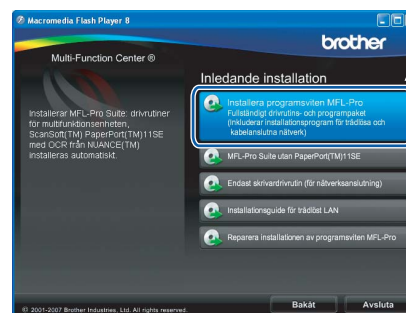 Macromedia Flash Player 8
brother
Multi-Function Center ®
Inledande installation
Installera programsviten MFL-Pro
Fullständigt drivrutins- och programpaket
(inkluderar installationsprogram för trådlösa och
kabelanslutna nätverk)
Installerar MFL-Pro Suite: drivrutiner
för multifunktionsenheten,
ScanSoft(TM) PaperPort(TM)11SE
med OCR från NUANCE(TM)
installeras automatiskt.
MFL-Pro Suite utan PaperPort(TM)11SE
Endast skrivardrivrutin (för nätverksanslutning)
Installationsguide för trådlöst LAN
Reparera installationen av programsviten MFL-Pro
© 2001-2007 Brother Industries, Ltd. All rights reserved.
Bakåt
Avsluta